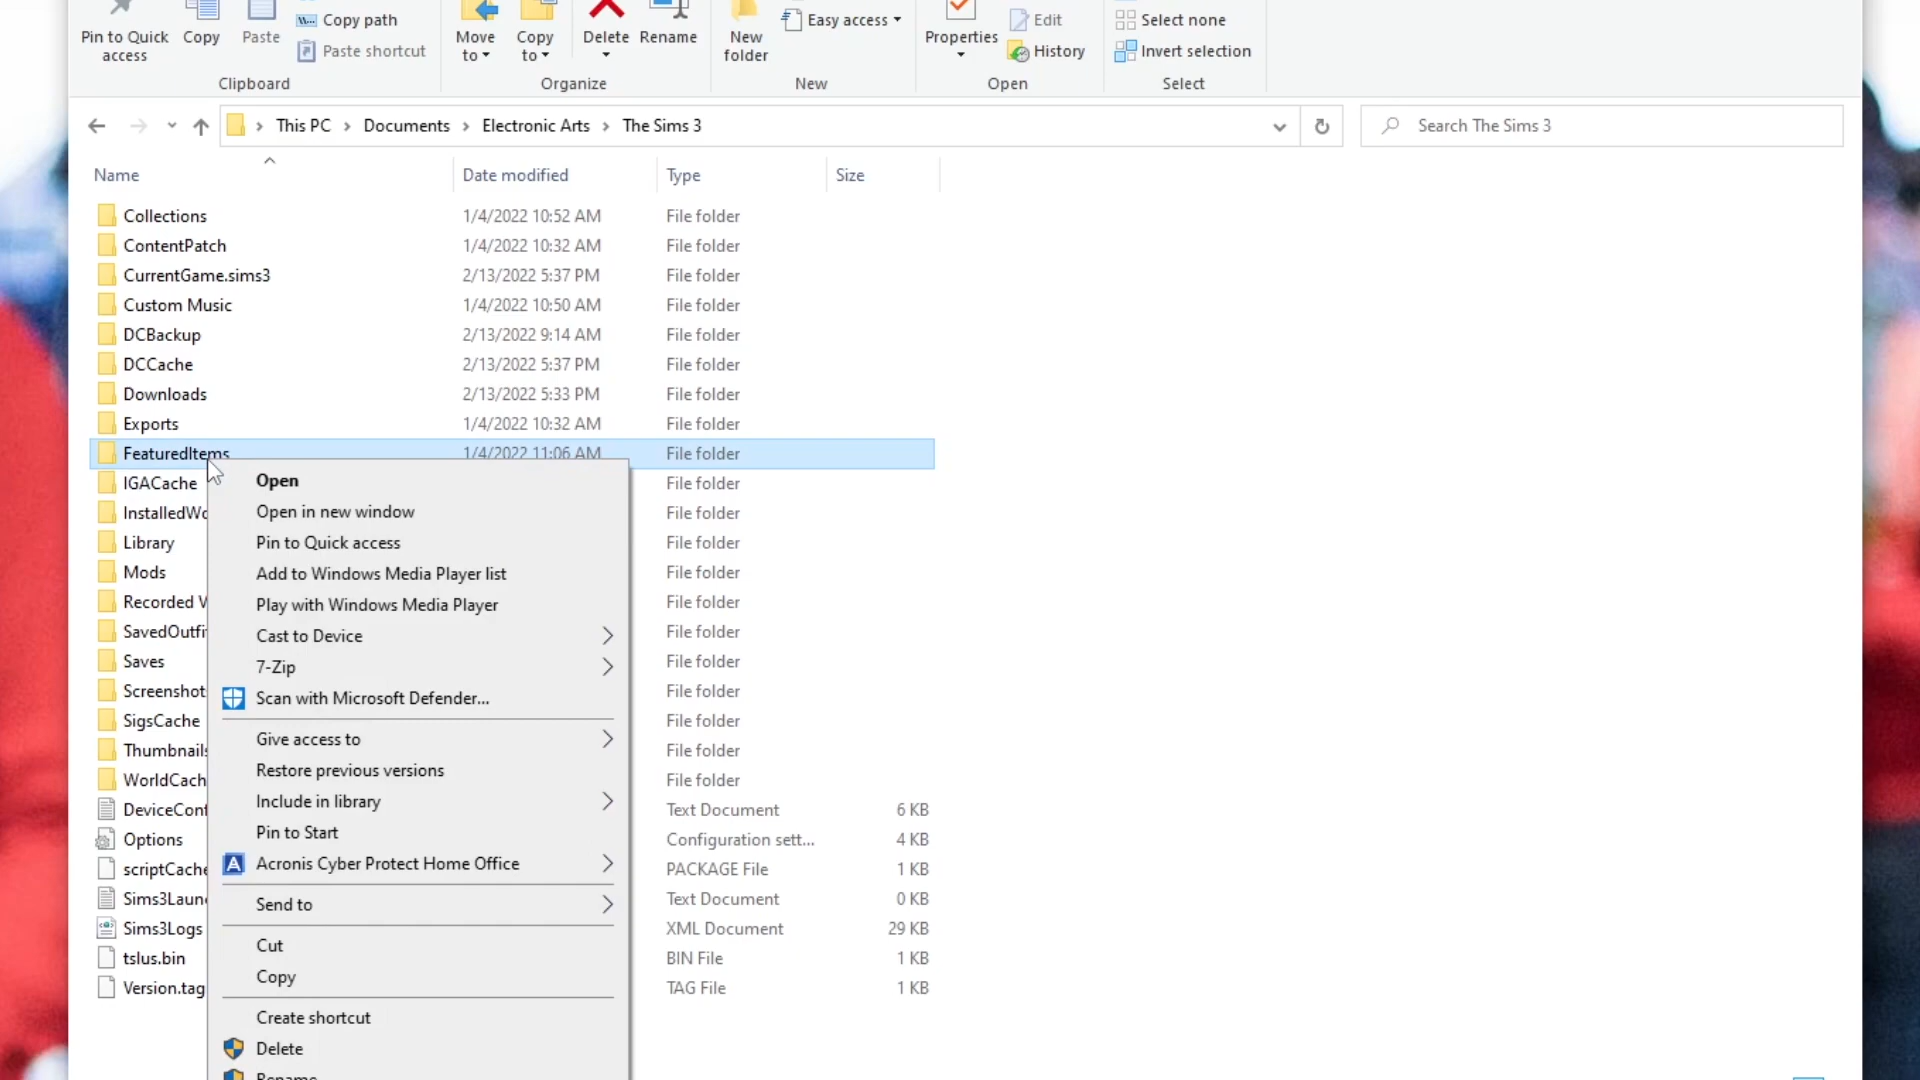 Pin to Quick access
Copy
Paste
Copy path
Paste shortcut
Move to
Copy to
Delete
Rename
New folder
Easy access
Properties
Edit
History
Select none
Invert selection
Clipboard
Organize
New
Open
Select
This PC
Documents
Electronic Arts
The Sims 3
Search The Sims 3
Name Date modified Type Size
Collections 1/4/2022 10:52 AM File folder
ContentPatch 1/4/2022 10:32 AM File folder
CurrentGame.sims3 2/13/2022 5:37 PM File folder
Custom Music 1/4/2022 10:50 AM File folder
DCBackup 2/13/2022 9:14 AM File folder
DCCache 2/13/2022 5:37 PM File folder
Downloads 2/13/2022 5:33 PM File folder
Exports 1/4/2022 10:32 AM File folder
FeaturedItems 1/4/2022 11:06 AM File folder
IGACache File folder
InstalledWo File folder
Library File folder
Mods File folder
Recorded V File folder
SavedOutfi File folder
Saves File folder
Screenshot File folder
SigsCache File folder
Thumbnails File folder
WorldCach File folder
DeviceConf Text Document 6 KB
Options Configuration sett... 4 KB
scriptCache PACKAGE File 1 KB
Sims3Laun Text Document 0 KB
Sims3Logs XML Document 29 KB
tslus.bin BIN File 1 KB
Version.tag TAG File 1 KB
Open
Open in new window
Pin to Quick access
Add to Windows Media Player list
Play with Windows Media Player
Cast to Device
7-Zip
Scan with Microsoft Defender...
Give access to
Restore previous versions
Include in library
Pin to Start
Acronis Cyber Protect Home Office
Send to
Cut
Copy
Create shortcut
Delete
Rename